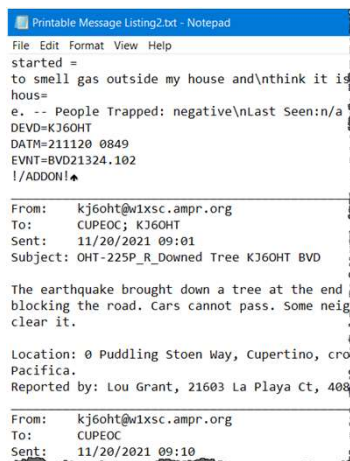 Printable Message Listing2.txt - Notepad
File Edit Format View Help
started =
to smell gas outside my house and\nthink it is
hous=
e. -- People Trapped: negative\nLast Seen:n/a
DEVD=KJ6OHT
DATM=211120 0849
EVNT=BVD21324.102
!/ADDON!
From: kj6oht@w1xsc.ampr.org
To: CUPEOC; KJ6OHT
Sent: 11/20/2021 09:01
Subject: OHT-225P_R_Downed Tree KJ6OHT BVD
The earthquake brought down a tree at the end
blocking the road. Cars cannot pass. Some neig
clear it.
Location: 0 Puddling Stoen Way, Cupertino, cro
Pacifica.
Reported by: Lou Grant, 21603 La Playa Ct, 408
From: kj6oht@w1xsc.ampr.org
To: CUPEOC
Sent: 11/20/2021 09:10